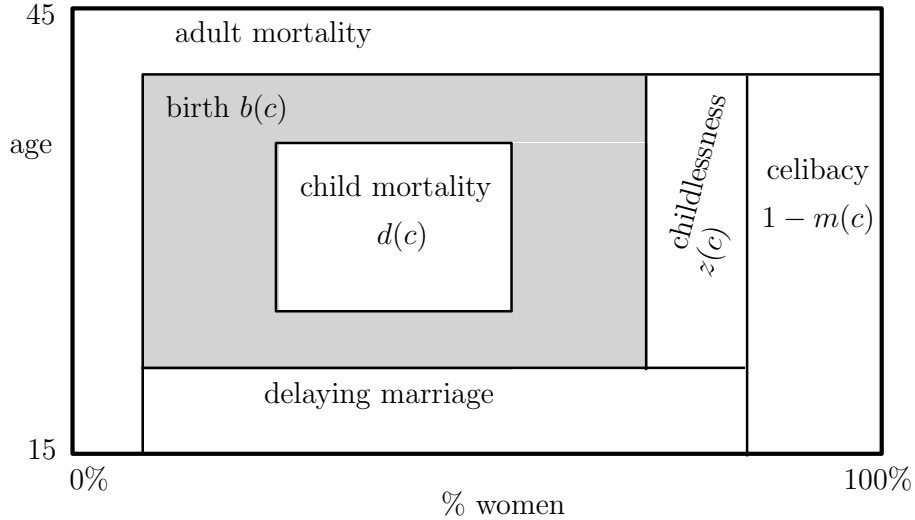 45
adult mortality
birth b(c)
age
child mortality
d(c)
childlessness
z(c)
celibacy
1 − m(c)
delaying marriage
15
0%
100%
% women